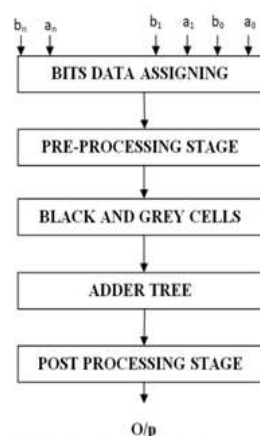 bₙ aₙ b₁ a₁ b₀ a₀
BITS DATA ASSIGNING
PRE-PROCESSING STAGE
BLACK AND GREY CELLS
ADDER TREE
POST PROCESSING STAGE
O/p